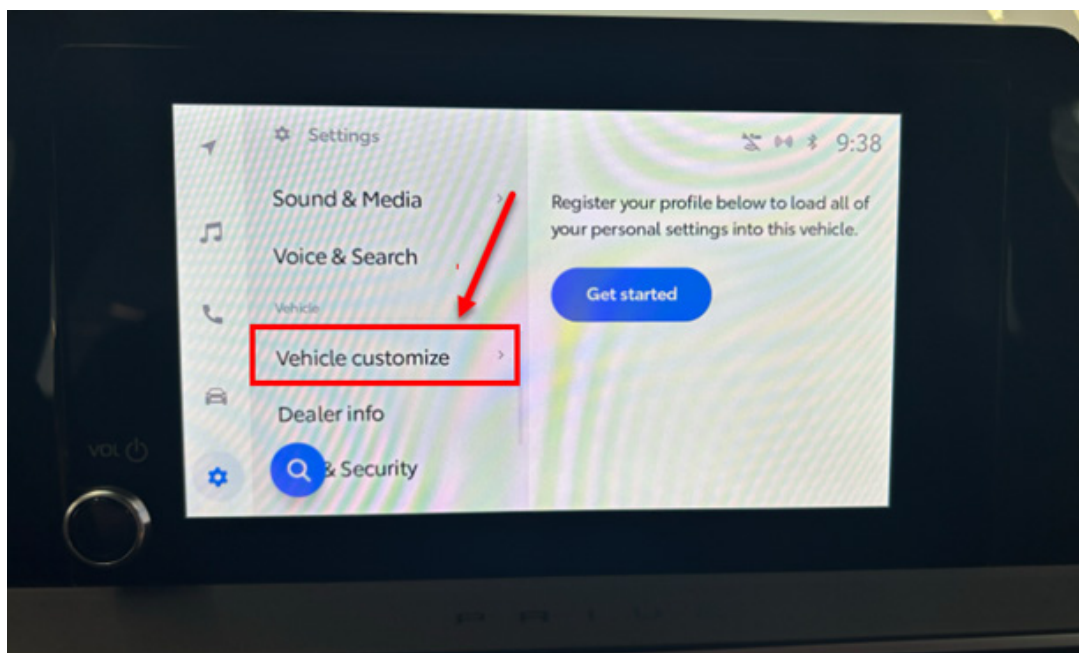 Settings
9:38
Sound & Media
Voice & Search
Vehicle
Vehicle customize
Dealer info
& Security
Register your profile below to load all of
your personal settings into this vehicle.
Get started
VOL